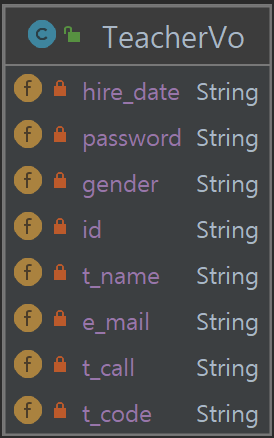 C TeacherVo
f hire_date String
f password String
f gender String
f id String
f t_name String
f e_mail String
f t_call String
f t_code String